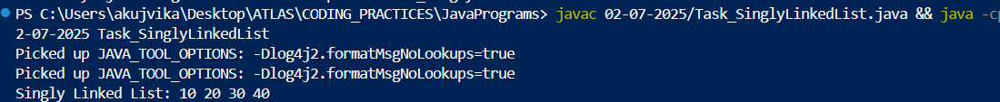 PS C:\Users\akujvika\Desktop\ATLAS\CODING_PRACTICES\JavaPrograms> javac 02-07-2025/Task_SinglyLinkedList.java && java -cp
2-07-2025 Task_SinglyLinkedList
Picked up JAVA_TOOL_OPTIONS: -Dlog4j2.formatMsgNoLookups=true
Picked up JAVA_TOOL_OPTIONS: -Dlog4j2.formatMsgNoLookups=true
Singly Linked List: 10 20 30 40